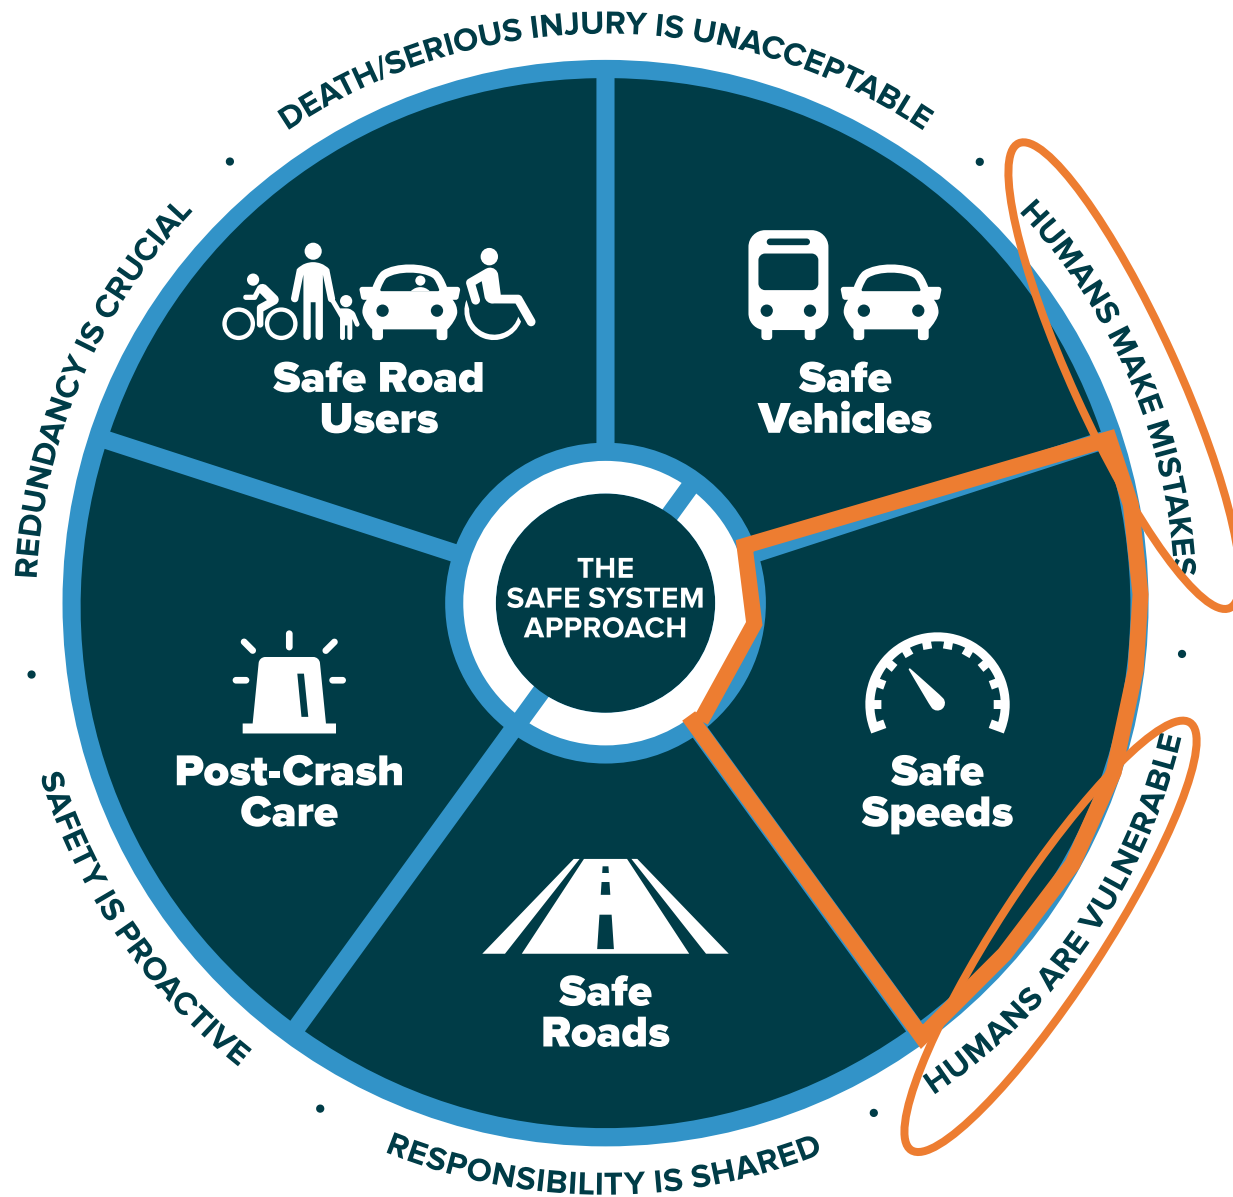 DEATH/SERIOUS INJURY IS UNACCEPTABLE
HUMANS MAKE MISTAKES
HUMANS ARE VULNERABLE
RESPONSIBILITY IS SHARED
SAFETY IS PROACTIVE
REDUNDANCY IS CRUCIAL
Safe Road
Users
Safe
Vehicles
THE
SAFE SYSTEM
APPROACH
Safe
Speeds
Safe
Roads
Post-Crash
Care